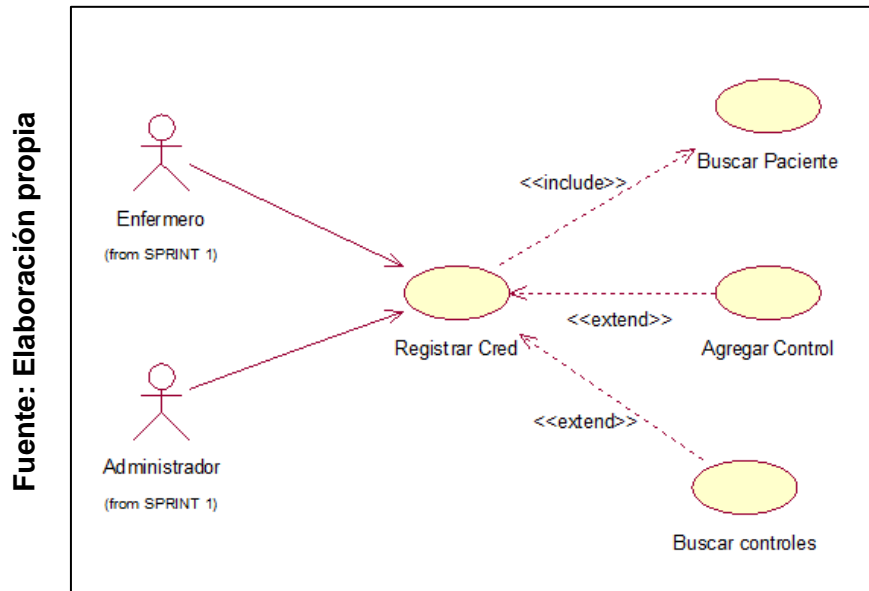 Fuente: Elaboración propia
Buscar Paciente
<<include>>
Enfermero
(from SPRINT 1)
<<extend>>
Registrar Cred
Agregar Control
<<extend>>
Administrador
(from SPRINT 1)
Buscar controles